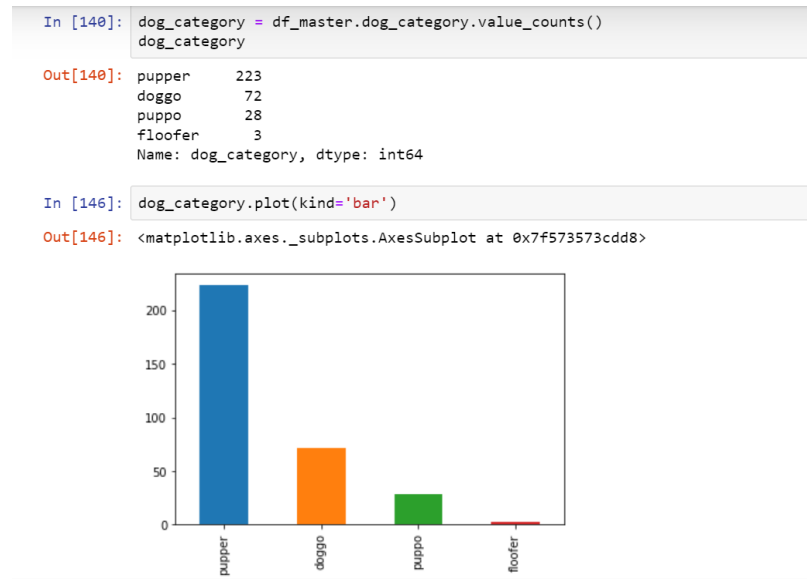 In [140]: dog_category = df_master.dog_category.value_counts()
dog_category
Out[140]: pupper 223
doggo 72
puppo 28
floofer 3
Name: dog_category, dtype: int64
In [146]: dog_category.plot(kind='bar')
Out[146]: <matplotlib.axes._subplots.AxesSubplot at 0x7f573573cdd8>
200
150
100
50
0
pupper
doggo
puppo
floofer